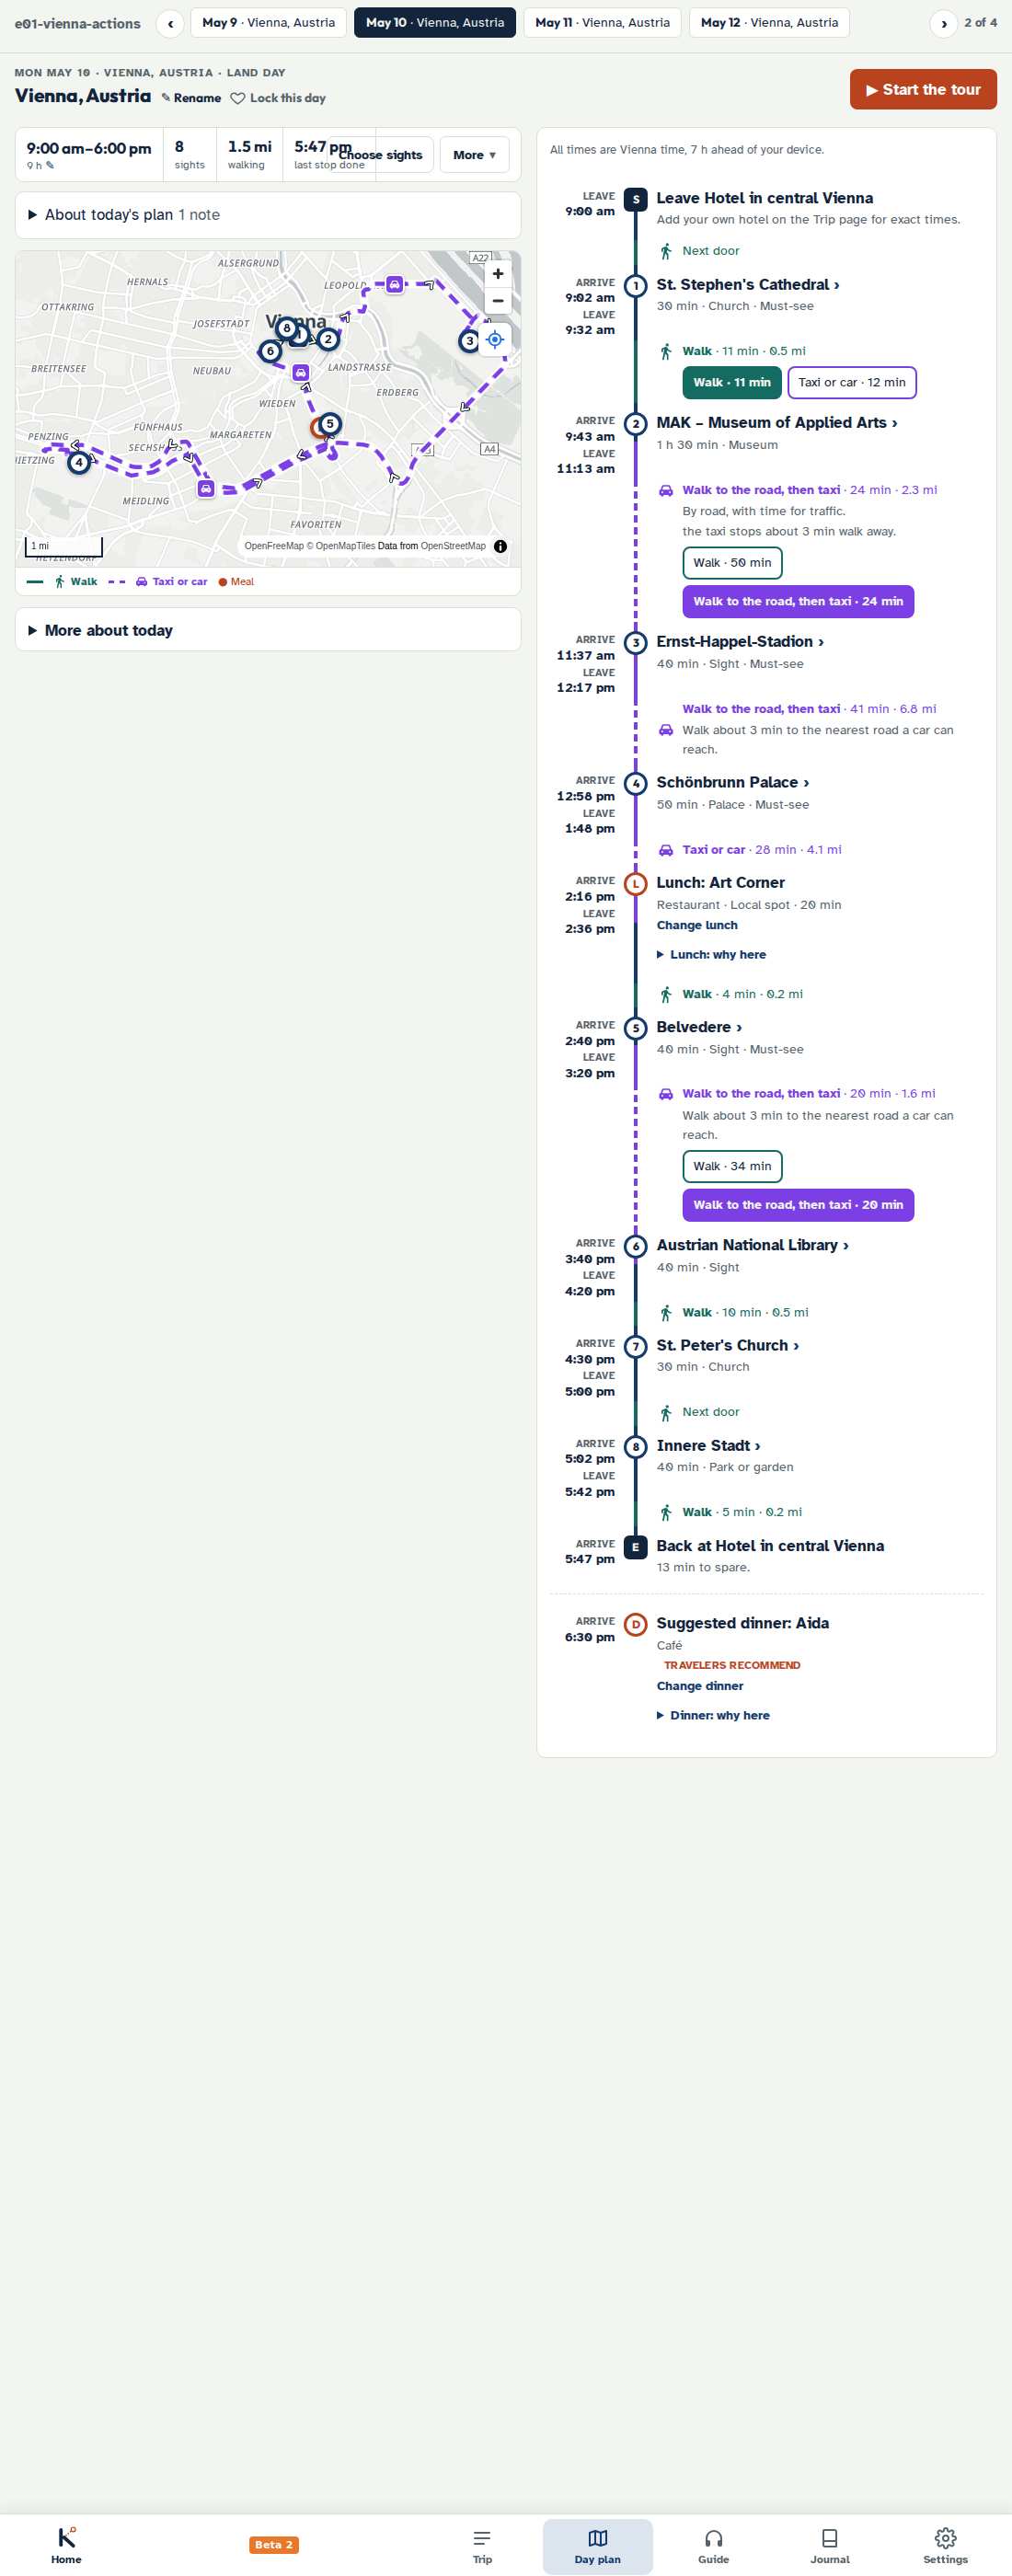 e01-vienna-actions
‹
May 9 · Vienna, Austria
May 10 · Vienna, Austria
May 11 · Vienna, Austria
May 12 · Vienna, Austria
›
2 of 4
MON MAY 10 · VIENNA, AUSTRIA · LAND DAY
Vienna, Austria
✎ Rename
Lock this day
▶ Start the tour
9:00 am–6:00 pm
9 h ✎
8
sights
1.5 mi
walking
5:47 pm
last stop done
Choose sights
More ▾
▶ About today's plan 1 note
ALSERGRUND
A22
HERNALS
LEOPOLD
OTTAKRING
JOSEFSTADT
8
2
3
6
BREITENSEE
NEUBAU
LANDSTRASSE
ERDBERG
WIEDEN
5
FÜNFHAUS
PENZING
MARGARETEN
SECHSH
A4
IETZING
4
MEIDLING
FAVORITEN
1 mi
HETZENDORF
OpenFreeMap © OpenMapTiles Data from OpenStreetMap
+
−
Walk
Taxi or car
Meal
▶ More about today
All times are Vienna time, 7 h ahead of your device.
LEAVE
9:00 am
S
Leave Hotel in central Vienna
Add your own hotel on the Trip page for exact times.
Next door
ARRIVE
9:02 am
LEAVE
9:32 am
1
St. Stephen's Cathedral ›
30 min · Church · Must-see
Walk · 11 min · 0.5 mi
Walk · 11 min
Taxi or car · 12 min
ARRIVE
9:43 am
LEAVE
11:13 am
2
MAK – Museum of Applied Arts ›
1 h 30 min · Museum
Walk to the road, then taxi · 24 min · 2.3 mi
By road, with time for traffic.
the taxi stops about 3 min walk away.
Walk · 50 min
Walk to the road, then taxi · 24 min
ARRIVE
11:37 am
LEAVE
12:17 pm
3
Ernst-Happel-Stadion ›
40 min · Sight · Must-see
Walk to the road, then taxi · 41 min · 6.8 mi
Walk about 3 min to the nearest road a car can
reach.
ARRIVE
12:58 pm
LEAVE
1:48 pm
4
Schönbrunn Palace ›
50 min · Palace · Must-see
Taxi or car · 28 min · 4.1 mi
ARRIVE
2:16 pm
LEAVE
2:36 pm
L
Lunch: Art Corner
Restaurant · Local spot · 20 min
Change lunch
▶ Lunch: why here
Walk · 4 min · 0.2 mi
ARRIVE
2:40 pm
LEAVE
3:20 pm
5
Belvedere ›
40 min · Sight · Must-see
Walk to the road, then taxi · 20 min · 1.6 mi
Walk about 3 min to the nearest road a car can
reach.
Walk · 34 min
Walk to the road, then taxi · 20 min
ARRIVE
3:40 pm
LEAVE
4:20 pm
6
Austrian National Library ›
40 min · Sight
Walk · 10 min · 0.5 mi
ARRIVE
4:30 pm
LEAVE
5:00 pm
7
St. Peter's Church ›
30 min · Church
Next door
ARRIVE
5:02 pm
LEAVE
5:42 pm
8
Innere Stadt ›
40 min · Park or garden
Walk · 5 min · 0.2 mi
ARRIVE
5:47 pm
E
Back at Hotel in central Vienna
13 min to spare.
ARRIVE
6:30 pm
D
Suggested dinner: Aida
Café
TRAVELERS RECOMMEND
Change dinner
▶ Dinner: why here
Home
Beta 2
Trip
Day plan
Guide
Journal
Settings